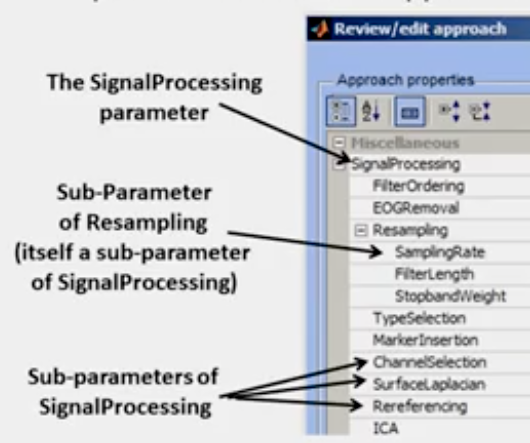 Review/edit approach
Approach properties
The SignalProcessing
parameter
Miscellaneous
SignalProcessing
FilterOrdering
EOGRemoval
Sub-Parameter
of Resampling
(itself a sub-parameter
of SignalProcessing)
Resampling
SamplingRate
FilterLength
StopbandWeight
TypeSelection
MarkerInsertion
ChannelSelection
SurfaceLaplacian
Rereferencing
ICA
Sub-parameters of
SignalProcessing